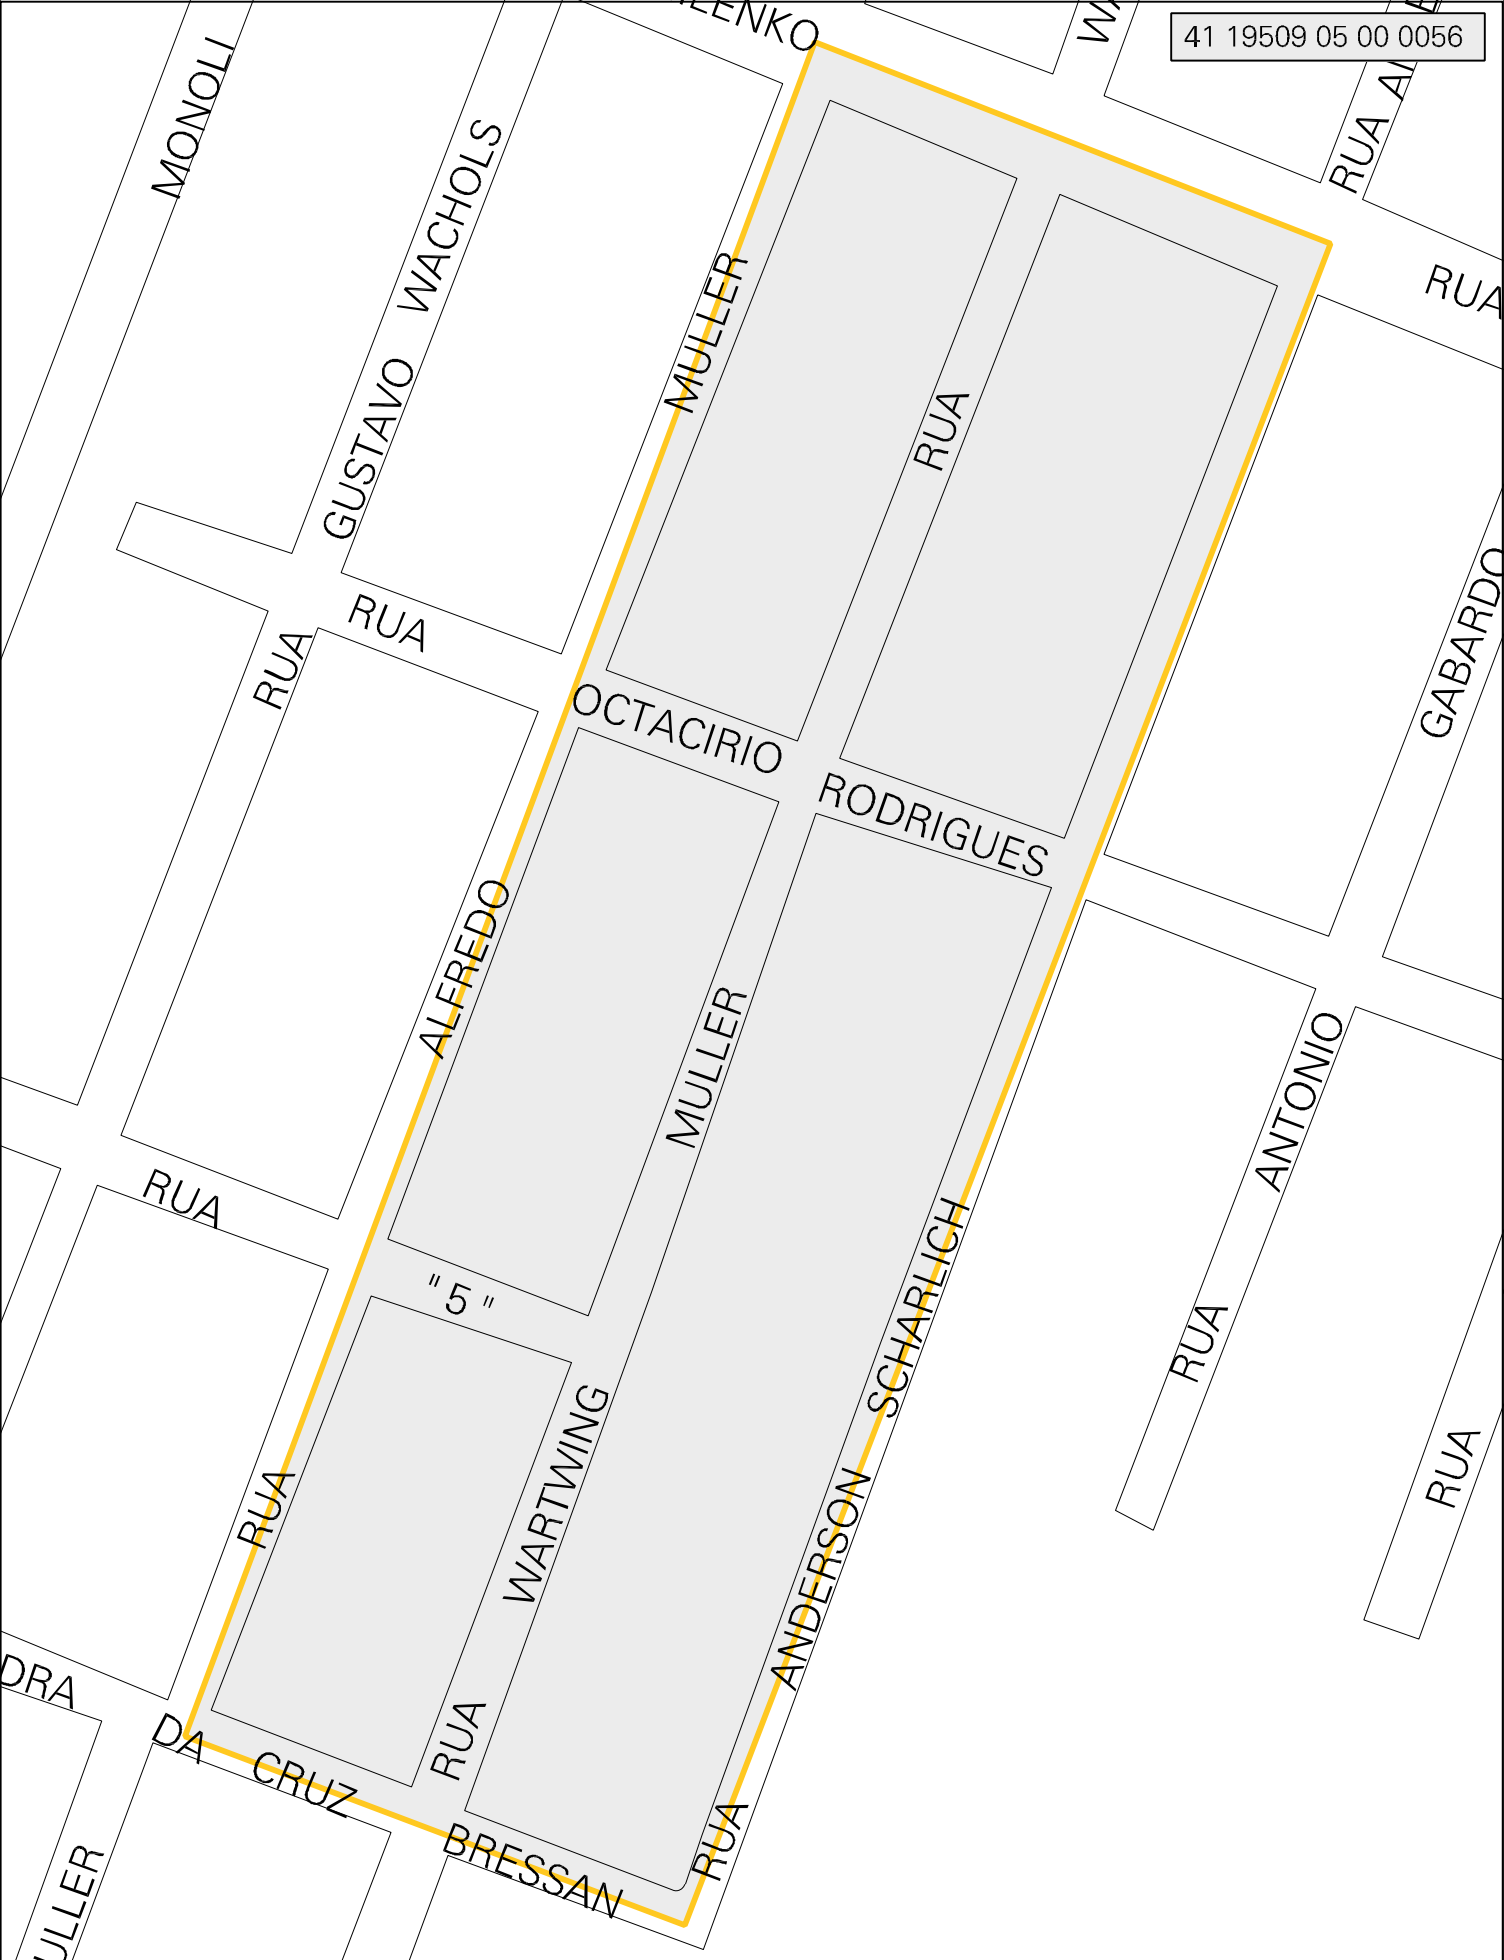 41 19509 05 00 0056
MONOLI
GUSTAVO WACHOLS
RUA
MULLER
RUA
RUA
RUA
GABARDO
RUA
OCTACIRIO
RODRIGUES
ALFREDO
MULLER
ANTONIO
RUA
RUA
" 5 "
SCHARLICH
RUA
RUA
RUA
WARTWING
ANDERSON
DRA
DA CRUZ
BRESSAN
RUA
RUA